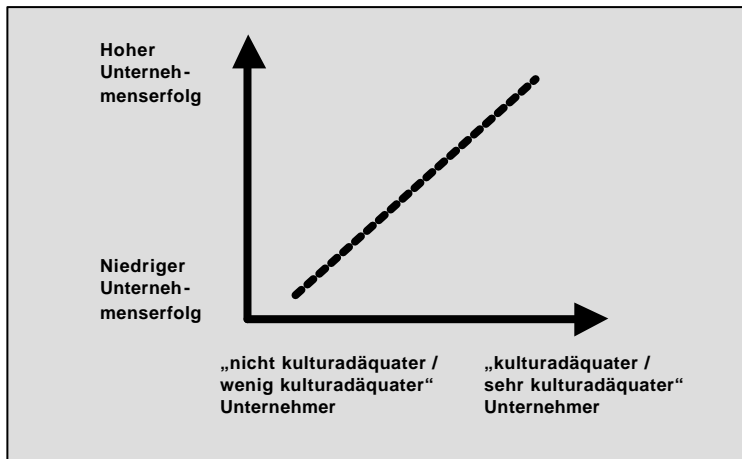 Hoher
Unterneh-
menserfolg
Niedriger
Unterneh-
menserfolg
„nicht kulturadäquater /
wenig kulturadäquater“
Unternehmer
„kulturadäquater /
sehr kulturadäquater“
Unternehmer